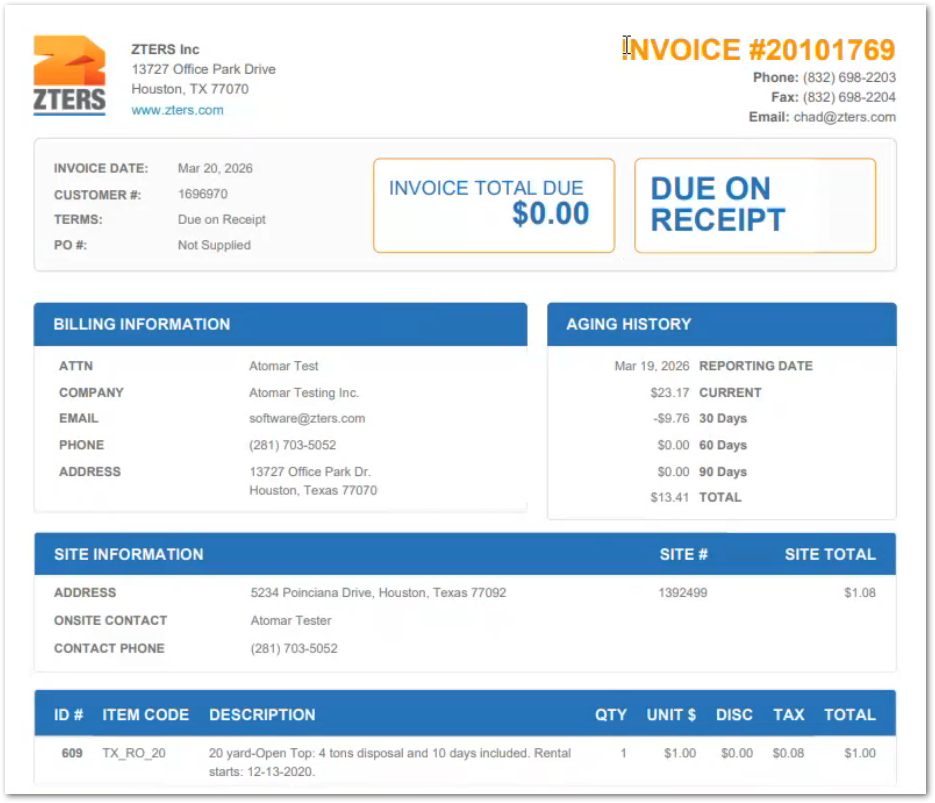 ZTERS
ZTERS Inc
13727 Office Park Drive
Houston, TX 77070
www.zters.com
INVOICE #20101769
Phone: (832) 698-2203
Fax: (832) 698-2204
Email: chad@zters.com
INVOICE DATE: Mar 20, 2026
CUSTOMER #: 1696970
TERMS: Due on Receipt
PO #: Not Supplied
INVOICE TOTAL DUE
$0.00
DUE ON
RECEIPT
BILLING INFORMATION
ATTN Atomar Test
COMPANY Atomar Testing Inc.
EMAIL software@zters.com
PHONE (281) 703-5052
ADDRESS 13727 Office Park Dr.
Houston, Texas 77070
AGING HISTORY
Mar 19, 2026 REPORTING DATE
$23.17 CURRENT
-$9.76 30 Days
$0.00 60 Days
$0.00 90 Days
$13.41 TOTAL
SITE INFORMATION SITE # SITE TOTAL
ADDRESS 5234 Poinciana Drive, Houston, Texas 77092 1392499 $1.08
ONSITE CONTACT Atomar Tester
CONTACT PHONE (281) 703-5052
ID # ITEM CODE DESCRIPTION QTY UNIT $ DISC TAX TOTAL
609 TX_RO_20 20 yard-Open Top: 4 tons disposal and 10 days included. Rental 1 $1.00 $0.00 $0.08 $1.00
starts: 12-13-2020.